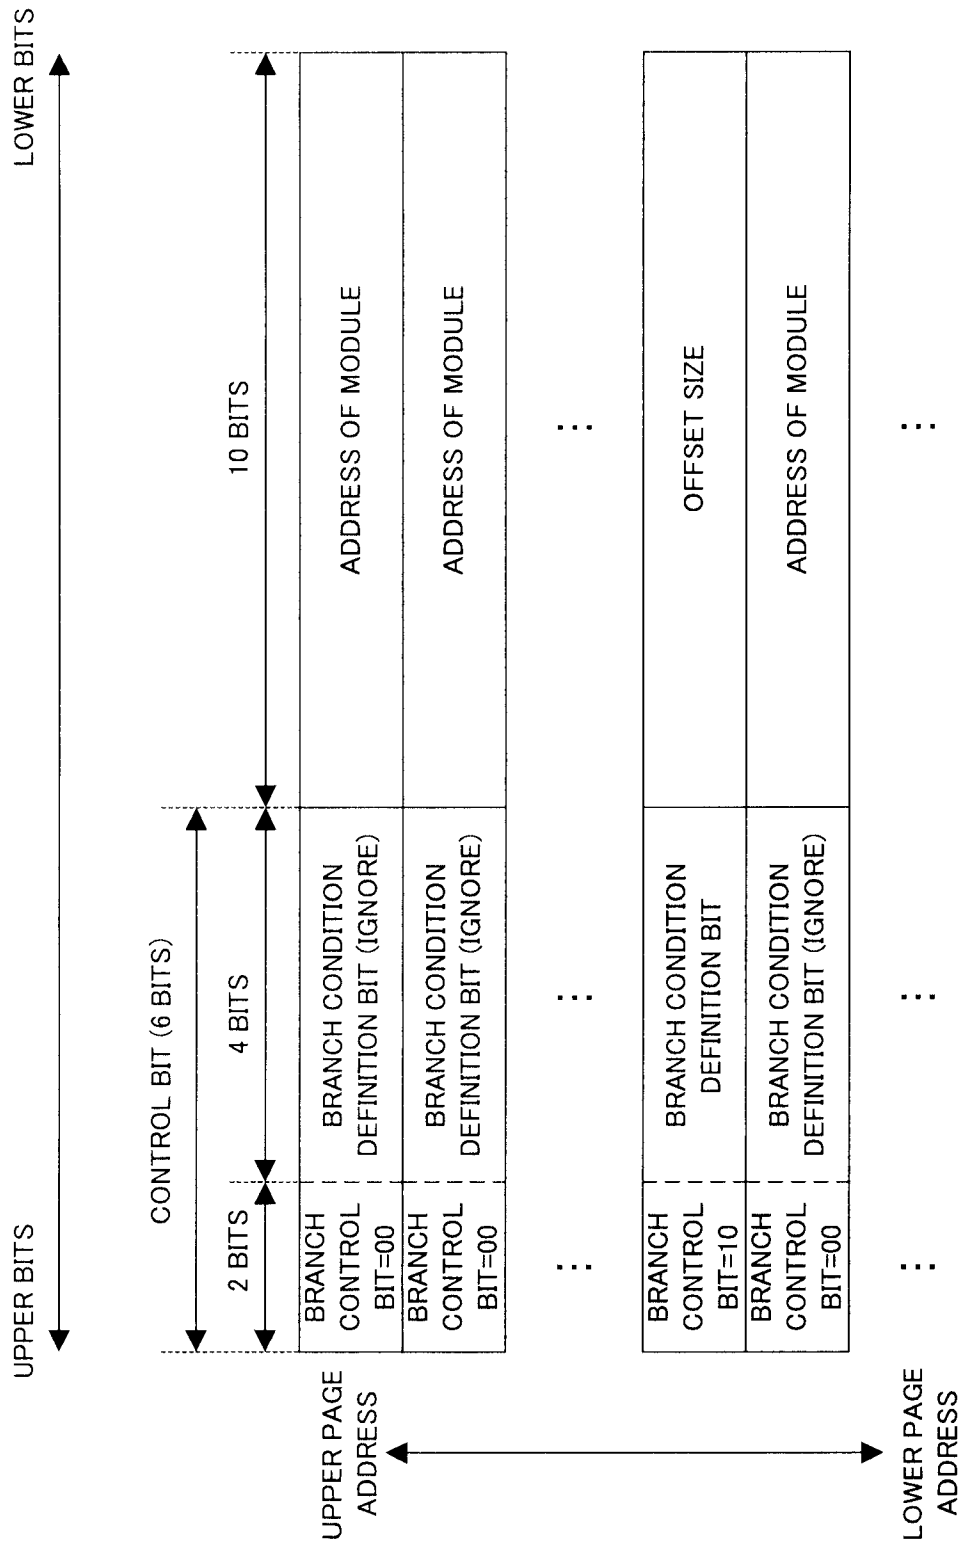 UPPER BITS
LOWER BITS
CONTROL BIT (6 BITS)
2 BITS
4 BITS
10 BITS
UPPER PAGE
ADDRESS
BRANCH
CONTROL
BIT=00
BRANCH CONDITION
DEFINITION BIT (IGNORE)
ADDRESS OF MODULE
BRANCH
CONTROL
BIT=00
BRANCH CONDITION
DEFINITION BIT (IGNORE)
ADDRESS OF MODULE
...
...
...
BRANCH
CONTROL
BIT=10
BRANCH CONDITION
DEFINITION BIT
OFFSET SIZE
BRANCH
CONTROL
BIT=00
BRANCH CONDITION
DEFINITION BIT (IGNORE)
ADDRESS OF MODULE
LOWER PAGE
ADDRESS
...
...
...